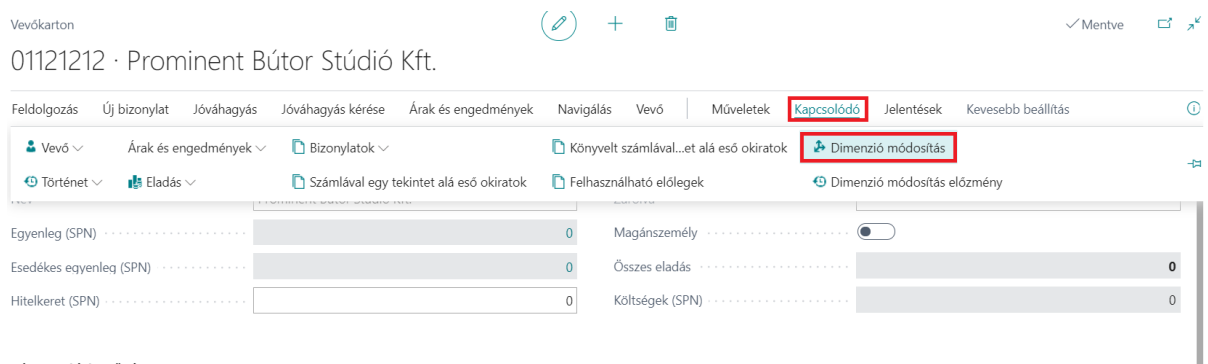 Vevőkarton
Mentve
01121212 · Prominent Bútor Stúdió Kft.
Feldolgozás Új bizonylat Jóváhagyás Jóváhagyás kérése Árak és engedmények Navigálás Vevő Műveletek Kapcsolódó Jelentések Kevesebb beállítás
Vevő Árak és engedmények Bizonylatok Könyvelt számlával...et alá eső okiratok Dimenzió módosítás
Történet Eladás Számlával egy tekintet alá eső okiratok Felhasználható előlegek Dimenzió módosítás előzmény
Egyenleg (SPN) 0 Magánszemély
Esedékes egyenleg (SPN) 0 Összes eladás 0
Hitelkeret (SPN) 0 Költségek (SPN) 0